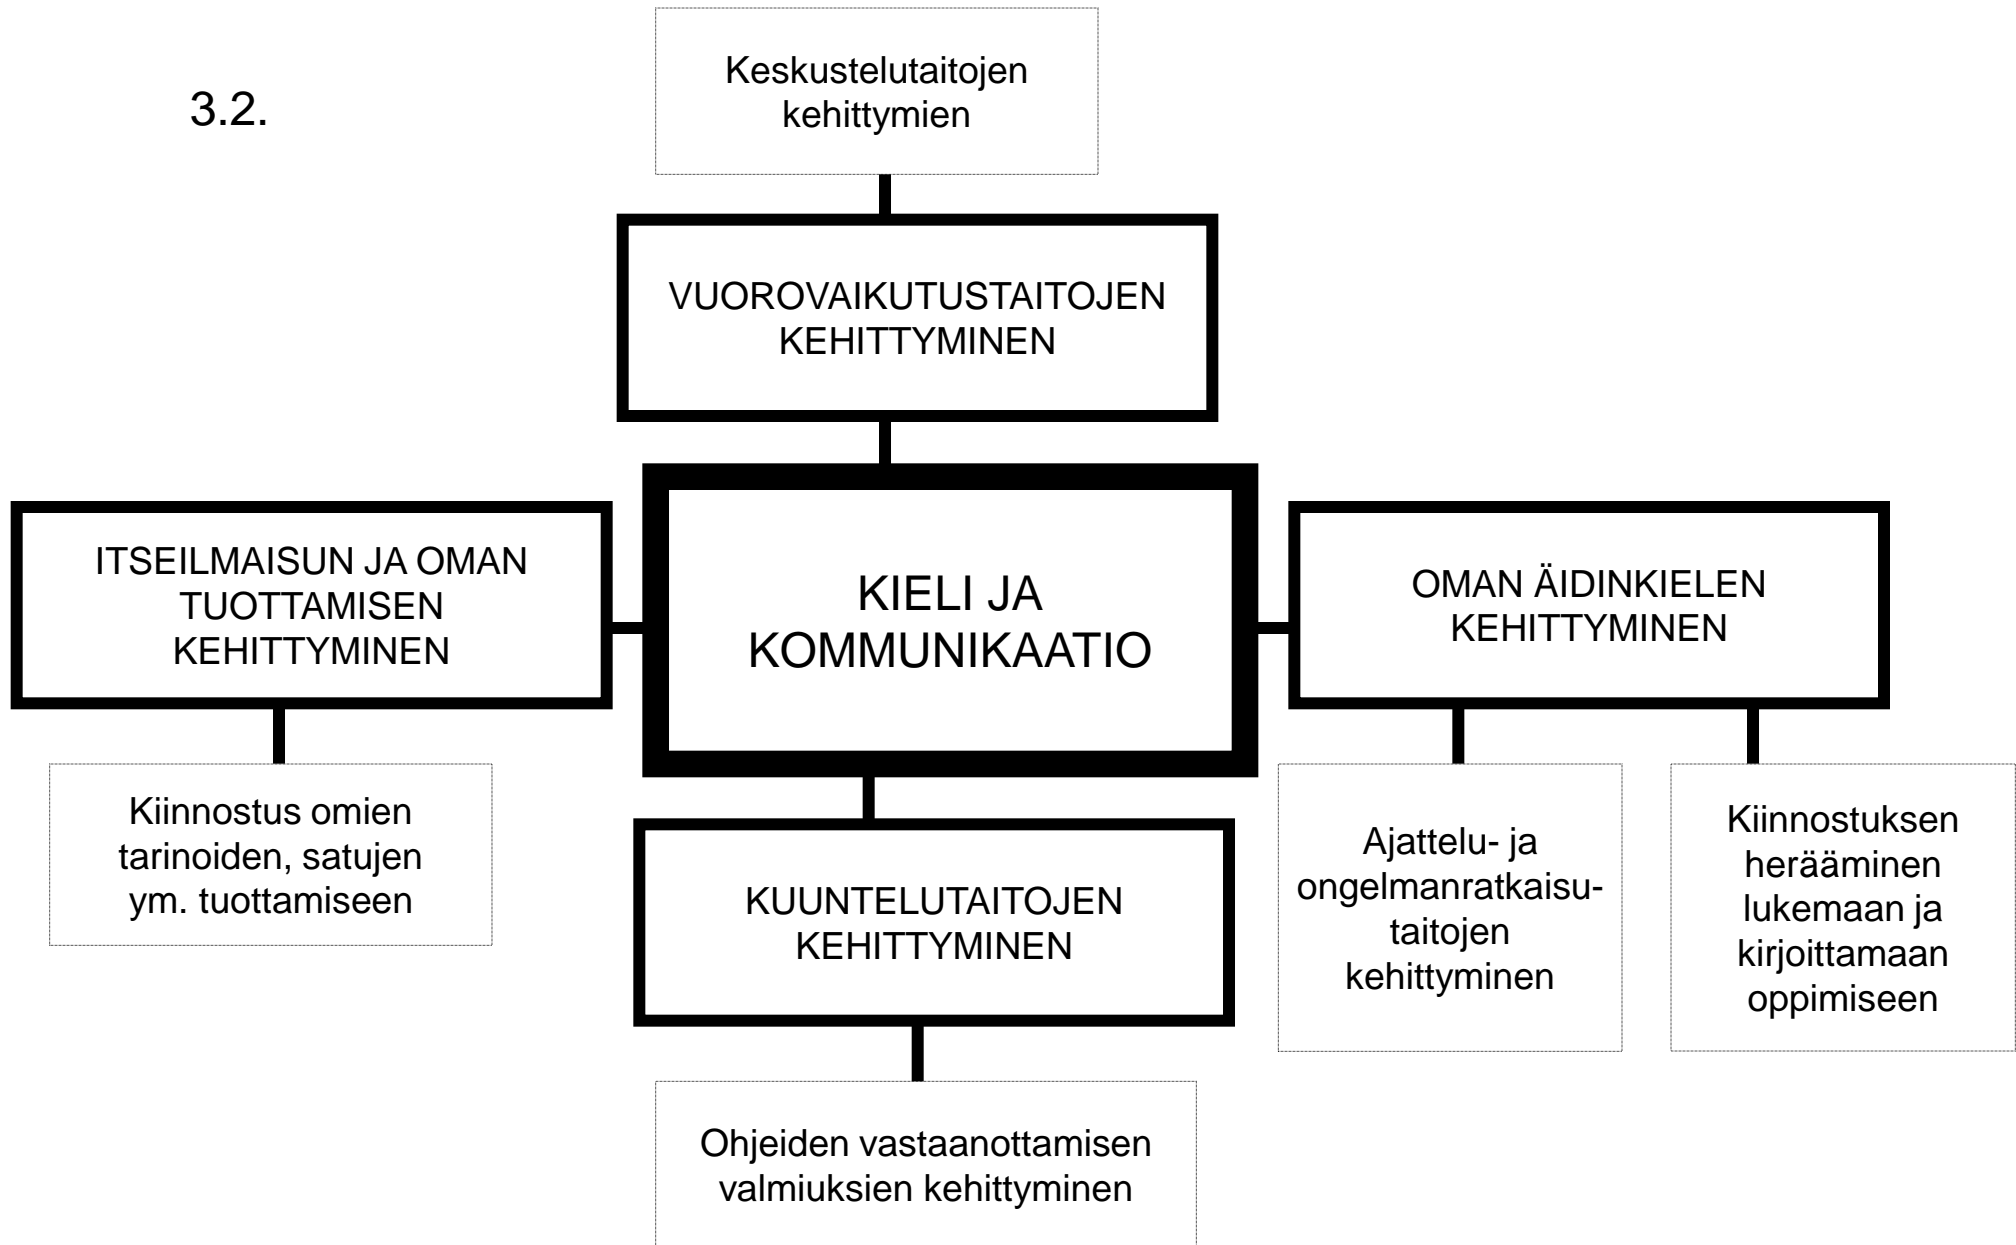 3.2.
Keskustelutaitojen
kehittymien
VUOROVAIKUTUSTAITOJEN
KEHITTYMINEN
ITSEILMAISUN JA OMAN
TUOTTAMISEN
KEHITTYMINEN
KIELI JA
KOMMUNIKAATIO
OMAN ÄIDINKIELEN
KEHITTYMINEN
Kiinnostus omien
tarinoiden, satujen
ym. tuottamiseen
KUUNTELUTAITOJEN
KEHITTYMINEN
Ajattelu- ja
ongelmanratkaisu-
taitojen
kehittyminen
Kiinnostuksen
herääminen
lukemaan ja
kirjoittamaan
oppimiseen
Ohjeiden vastaanottamisen
valmiuksien kehittyminen